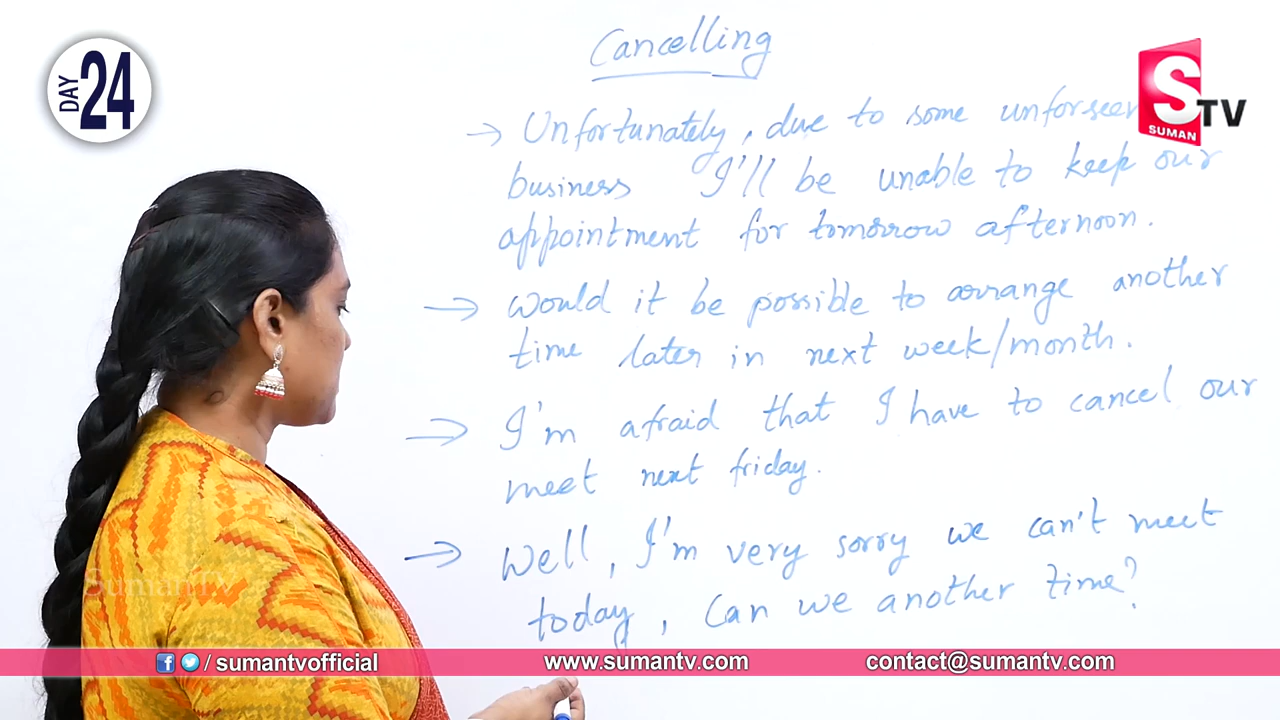 DAY 24
Cancelling
S TV
SUMAN
→ Unfortunately, due to some unforseen
business I'll be unable to keep our
appointment for tomorrow afternoon.
→ Would it be possible to arrange another
time later in next week/month.
→ I'm afraid that I have to cancel our
meet next friday.
→ Well, I'm very sorry we can't meet
today, Can we another time?
SumanTV
/ sumantvofficial www.sumantv.com contact@sumantv.com